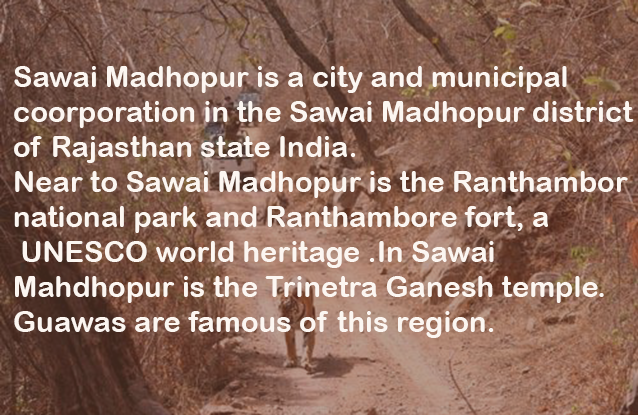 Sawai Madhopur is a city and municipal
coorporation in the Sawai Madhopur district
of Rajasthan state India.
Near to Sawai Madhopur is the Ranthambor
national park and Ranthambore fort, a
UNESCO world heritage .In Sawai
Mahdhopur is the Trinetra Ganesh temple.
Guawas are famous of this region.